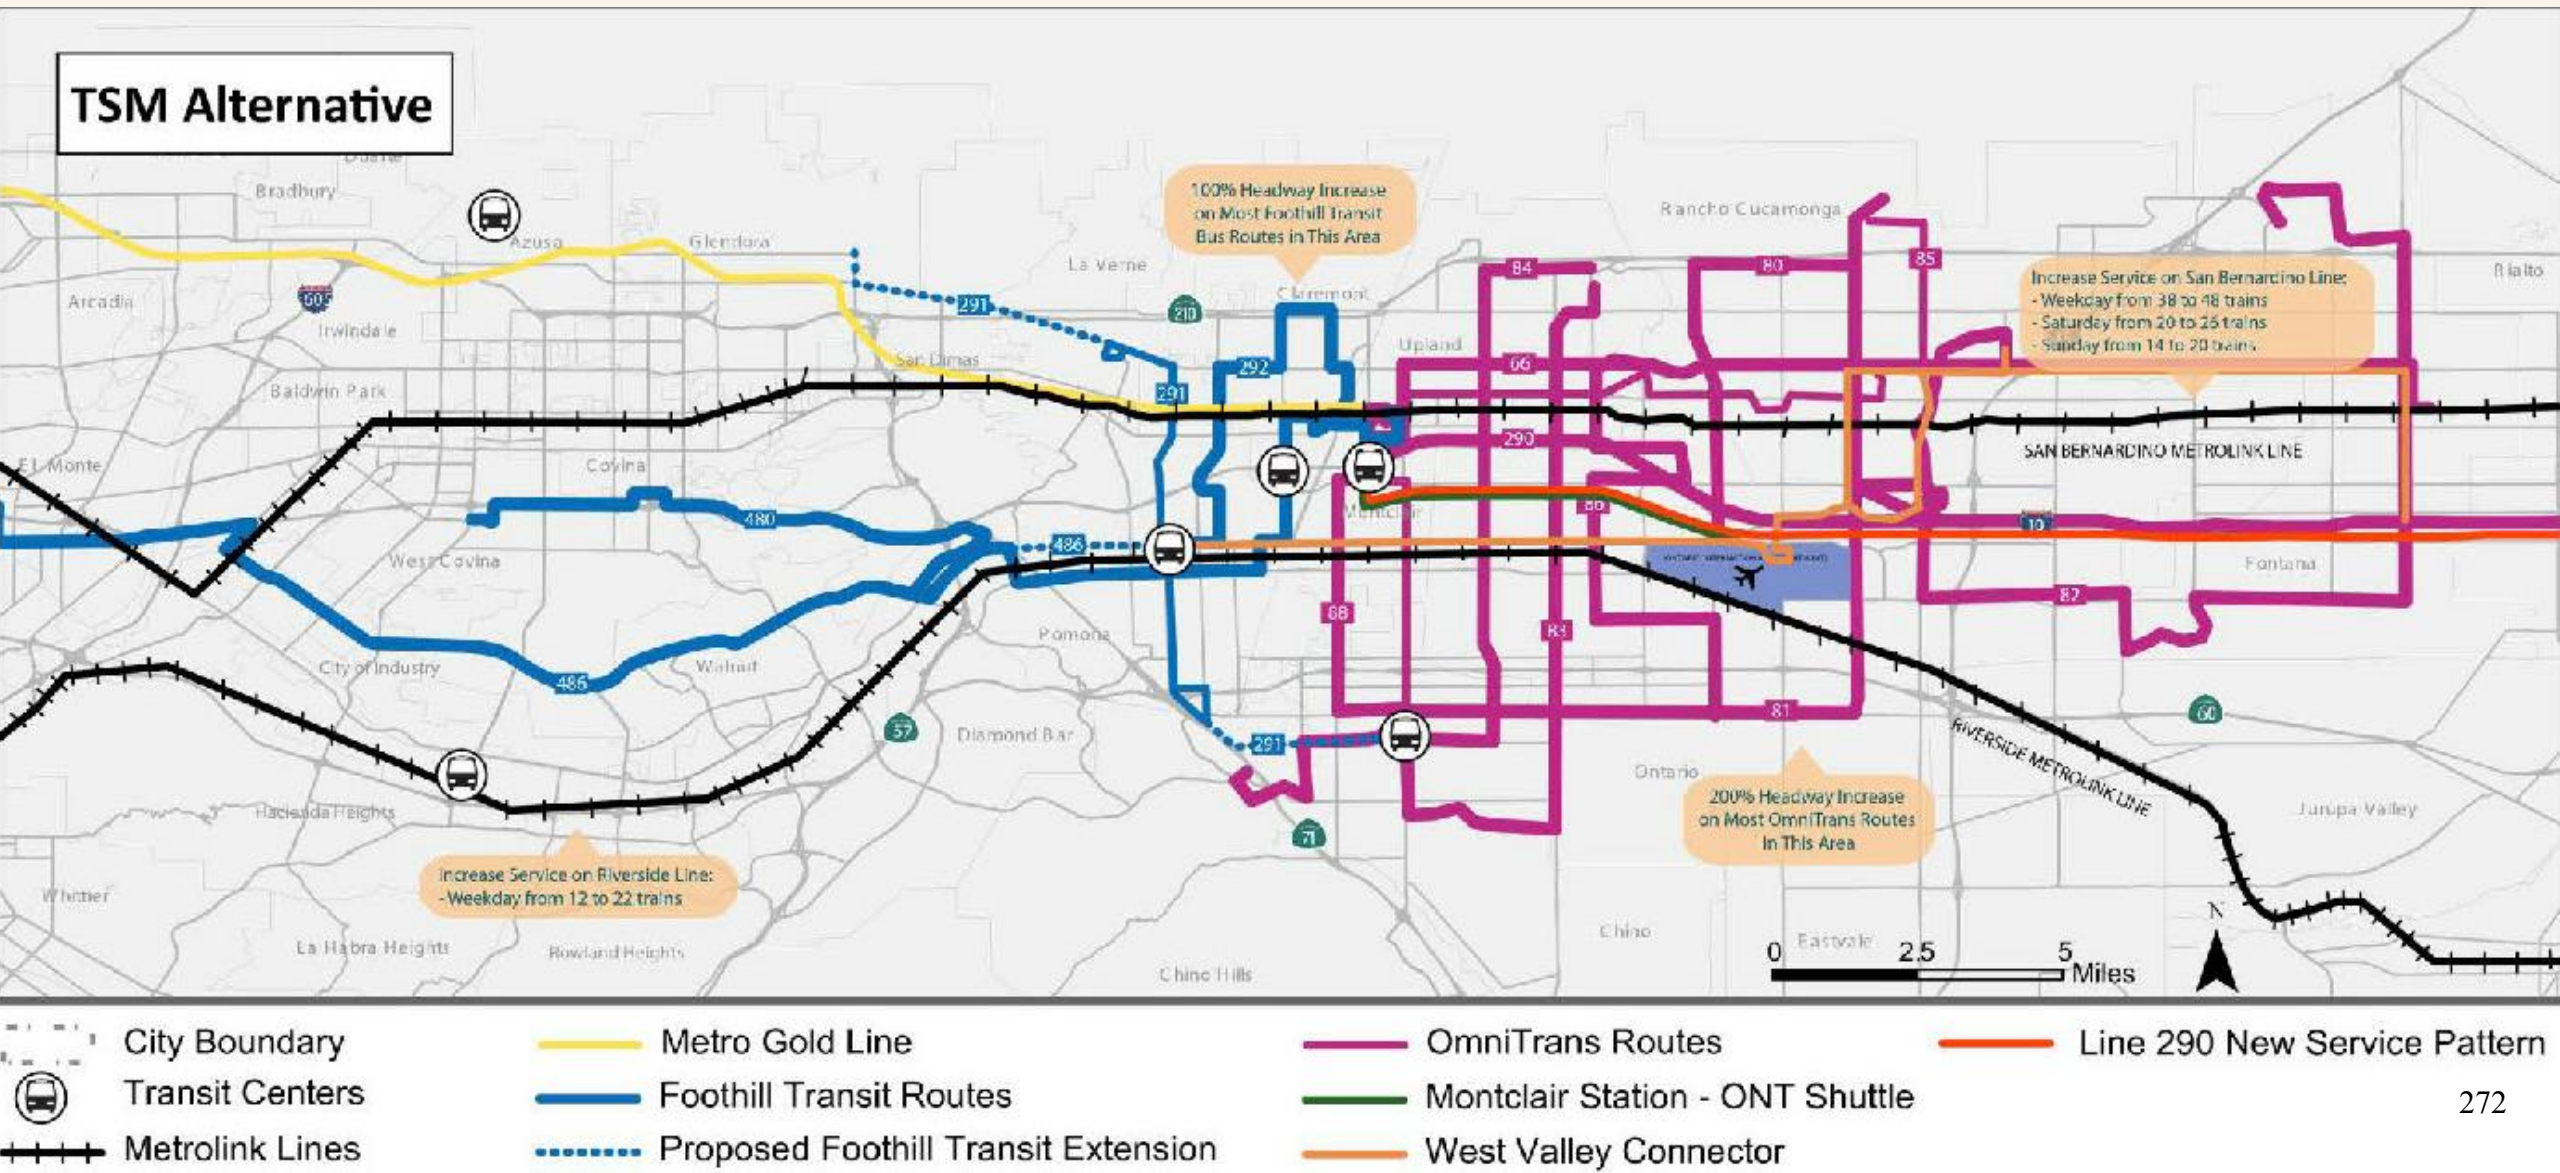 TSM Alternative
Duarte
Bradbury
Azusa
Glendora
La Verne
Claremont
Rancho Cucamonga
Rialto
Arcadia
Irwindale
Baldwin Park
San Dimas
Upland
El Monte
Covina
West Covina
Montclair
Fontana
City of Industry
Walnut
Pomona
Diamond Bar
Ontario
Hacienda Heights
Jurupa Valley
Whittier
La Habra Heights
Rowland Heights
Chino Hills
Chino
Eastvale
100% Headway Increase
on Most Foothill Transit
Bus Routes in This Area
Increase Service on San Bernardino Line:
- Weekday from 38 to 48 trains
- Saturday from 20 to 26 trains
- Sunday from 14 to 20 trains
Increase Service on Riverside Line:
- Weekday from 12 to 22 trains
200% Headway Increase
on Most OmniTrans Routes
In This Area
SAN BERNARDINO METROLINK LINE
RIVERSIDE METROLINK LINE
605
210
57
71
60
10
291
291
291
292
480
486
486
84
80
85
66
290
86
88
83
82
81
N
0 2.5 5
Miles
City Boundary
Transit Centers
Metrolink Lines
Metro Gold Line
Foothill Transit Routes
Proposed Foothill Transit Extension
OmniTrans Routes
Montclair Station - ONT Shuttle
West Valley Connector
Line 290 New Service Pattern
272